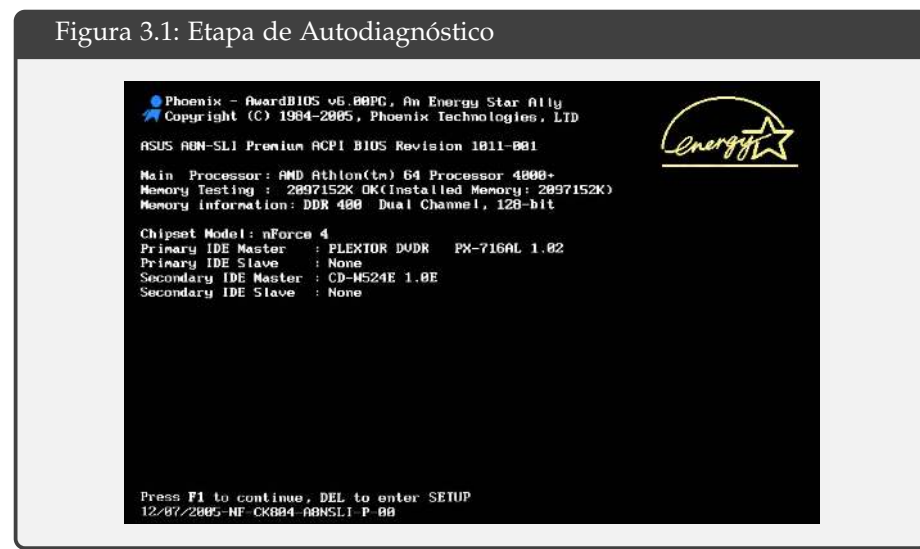 Figura 3.1: Etapa de Autodiagnóstico
Phoenix - AwardBIOS v6.00PG, An Energy Star Ally
Copyright (C) 1984-2005, Phoenix Technologies, LTD
energy
ASUS A8N-SLI Premium ACPI BIOS Revision 1011-001
Main Processor: AMD Athlon(tm) 64 Processor 4000+
Memory Testing : 2097152K OK(Installed Memory: 2097152K)
Memory information: DDR 400 Dual Channel, 128-bit
Chipset Model: nForce 4
Primary IDE Master : PLEXTOR DVDR PX-716AL 1.02
Primary IDE Slave : None
Secondary IDE Master : CD-W524E 1.0E
Secondary IDE Slave : None
Press F1 to continue, DEL to enter SETUP
12/07/2005-NF-CK804-A8NSLI-P-00